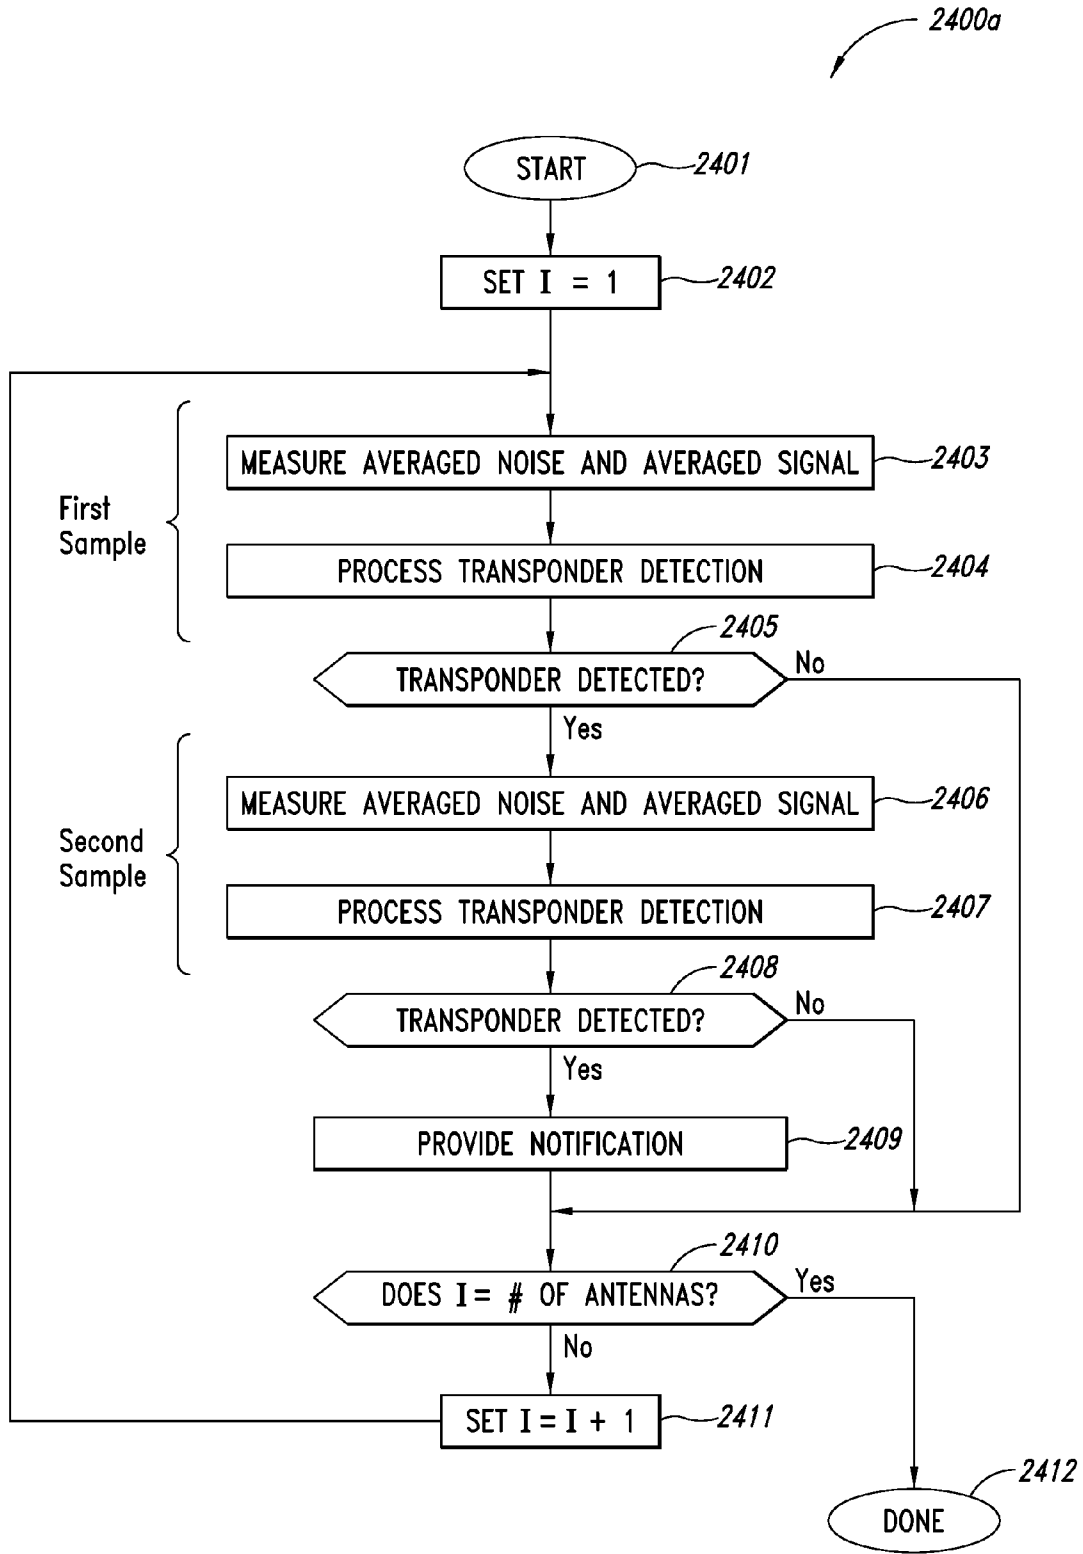 2400a
START
2401
SET I = 1
2402
MEASURE AVERAGED NOISE AND AVERAGED SIGNAL
2403
First
Sample
PROCESS TRANSPONDER DETECTION
2404
2405
TRANSPONDER DETECTED?
No
Yes
MEASURE AVERAGED NOISE AND AVERAGED SIGNAL
2406
Second
Sample
PROCESS TRANSPONDER DETECTION
2407
2408
TRANSPONDER DETECTED?
No
Yes
PROVIDE NOTIFICATION
2409
2410
DOES I = # OF ANTENNAS?
Yes
No
SET I = I + 1
2411
2412
DONE